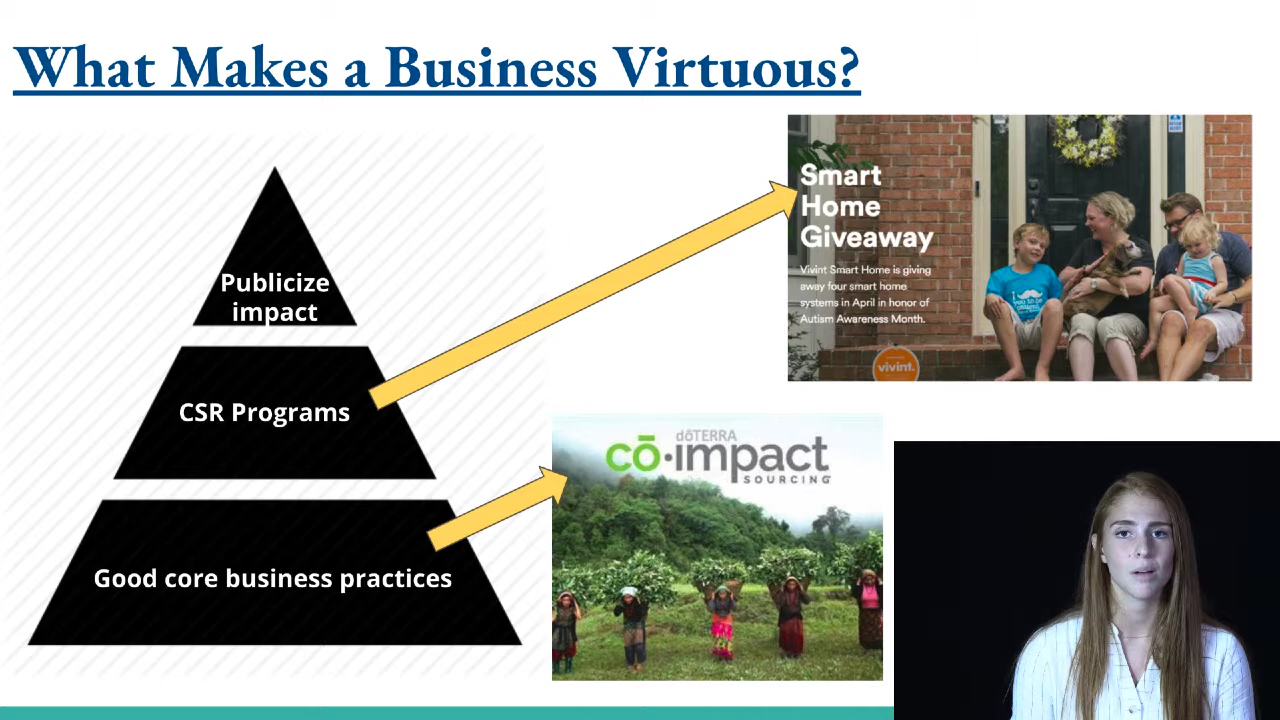 What Makes a Business Virtuous?
Publicize
impact
CSR Programs
Good core business practices
Smart
Home
Giveaway
Vivint Smart Home is giving
away four smart home
systems in April in honor of
Autism Awareness Month.
vivint.
dōTERRA
cō·impact
SOURCING